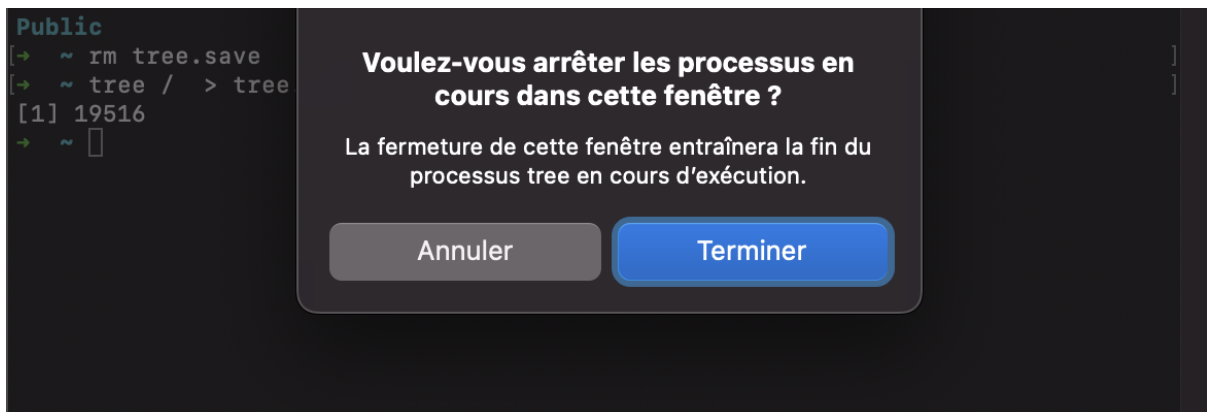 Public
[→ ~ rm tree.save ]
[→ ~ tree / > tree. ]
[1] 19516
→ ~
Voulez-vous arrêter les processus en
cours dans cette fenêtre ?
La fermeture de cette fenêtre entraînera la fin du
processus tree en cours d’exécution.
Annuler
Terminer